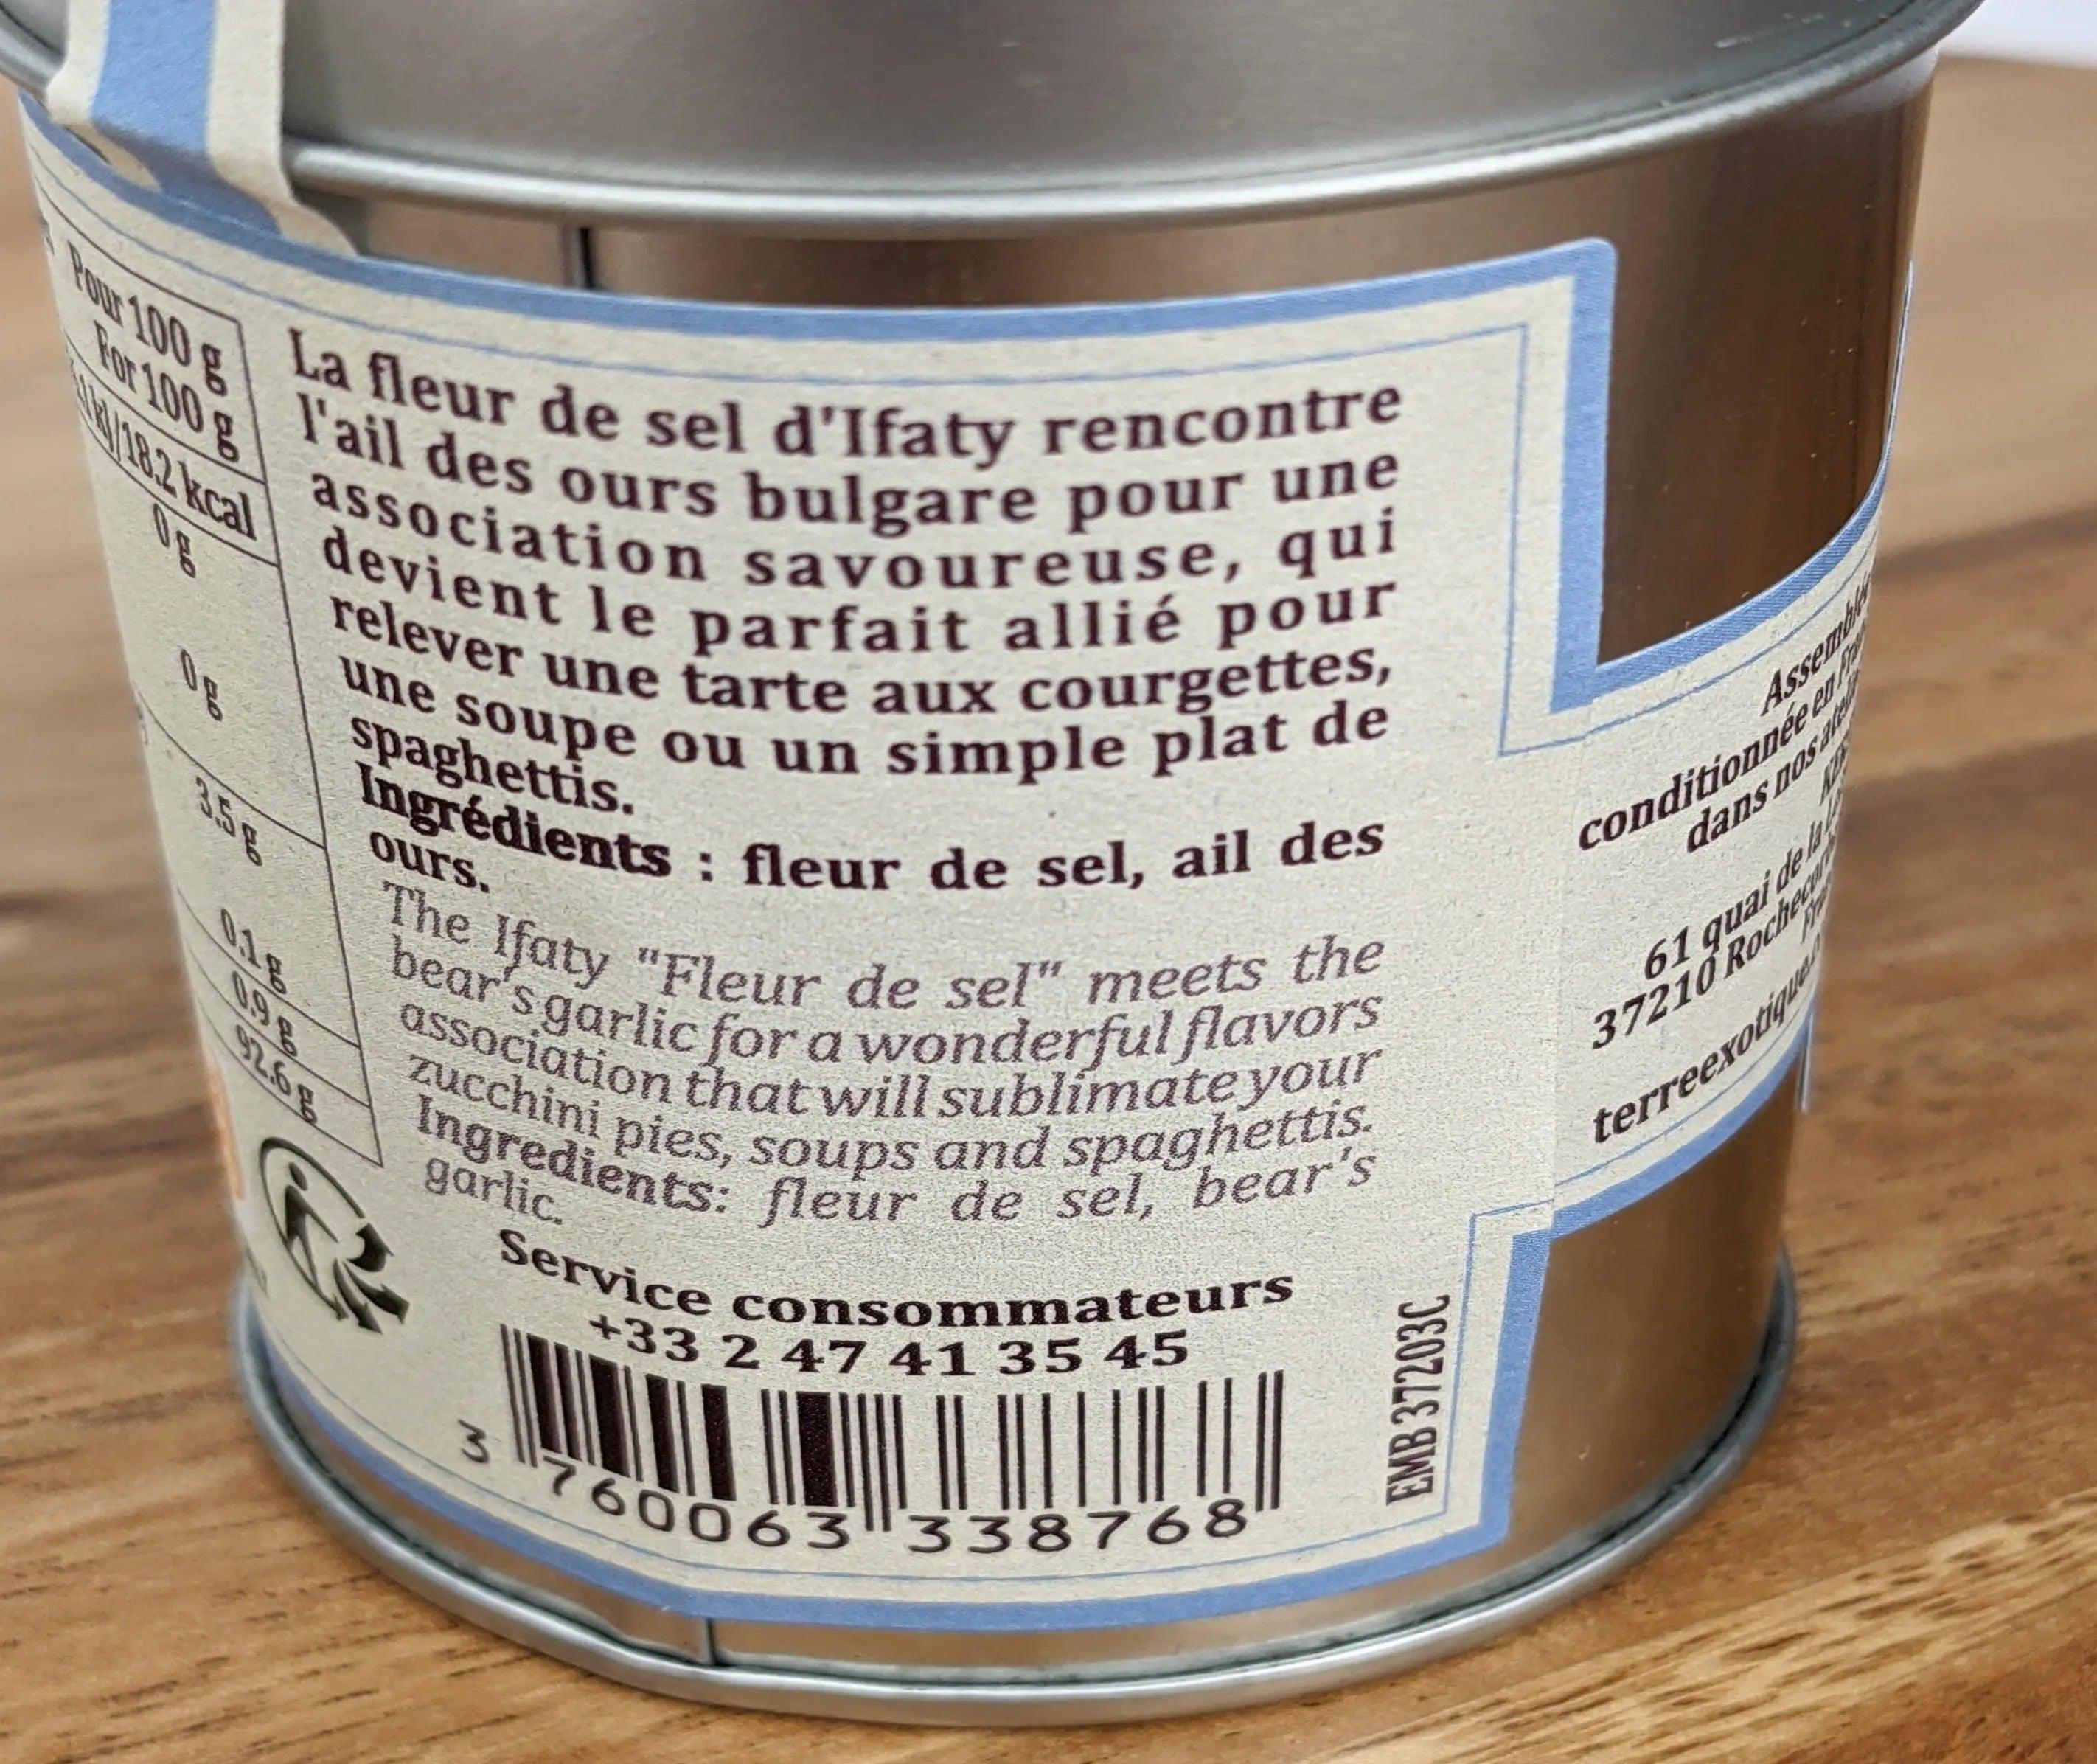 Pour 100 g
For 100 g
kJ/18.2 kcal
0 g
0 g
3.5 g
0.1 g
0.9 g
92.6 g
La fleur de sel d'Ifaty rencontre
l'ail des ours bulgare pour une
association savoureuse, qui
devient le parfait allié pour
relever une tarte aux courgettes,
une soupe ou un simple plat de
spaghettis.
Ingrédients : fleur de sel, ail des
ours.
The Ifaty "Fleur de sel" meets the
bear's garlic for a wonderful flavors
association that will sublimate your
zucchini pies, soups and spaghettis.
Ingredients: fleur de sel, bear's
garlic.
Service consommateurs
+33 2 47 41 35 45
3 760063 338768
EMB 37203C
conditionnée en
dans nos
61 quai de la
37210